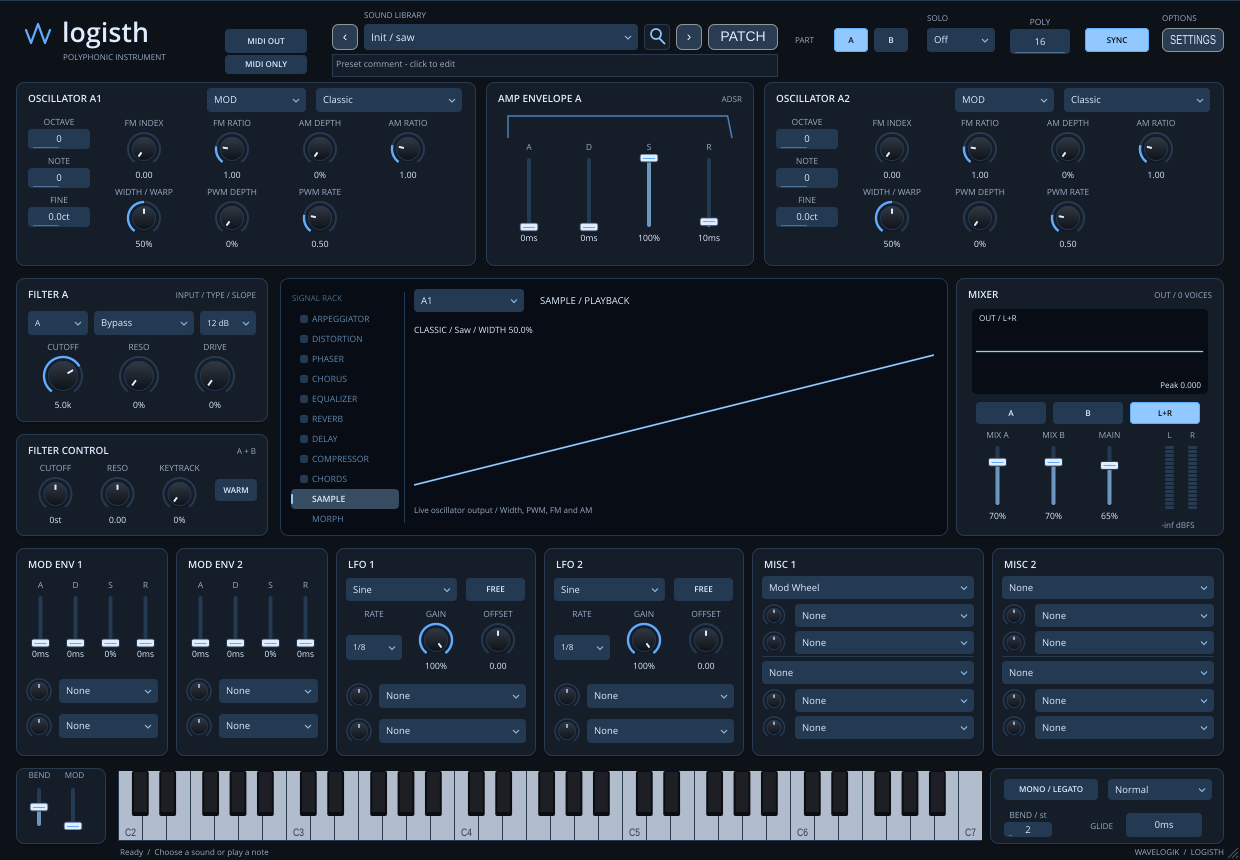 logisth
POLYPHONIC INSTRUMENT
MIDI OUT
MIDI ONLY
SOUND LIBRARY
Init / saw
PATCH
Preset comment - click to edit
PART
A
B
SOLO
Off
POLY
16
SYNC
OPTIONS
SETTINGS
OSCILLATOR A1
MOD
Classic
OCTAVE
0
NOTE
0
FINE
0.0ct
FM INDEX
FM RATIO
AM DEPTH
AM RATIO
0.00
1.00
0%
1.00
WIDTH / WARP
PWM DEPTH
PWM RATE
50%
0%
0.50
AMP ENVELOPE A
ADSR
A
D
S
R
0ms
0ms
100%
10ms
OSCILLATOR A2
MOD
Classic
OCTAVE
0
NOTE
0
FINE
0.0ct
FM INDEX
FM RATIO
AM DEPTH
AM RATIO
0.00
1.00
0%
1.00
WIDTH / WARP
PWM DEPTH
PWM RATE
50%
0%
0.50
FILTER A
INPUT / TYPE / SLOPE
A
Bypass
12 dB
CUTOFF
RESO
DRIVE
5.0k
0%
0%
FILTER CONTROL
A + B
CUTOFF
RESO
KEYTRACK
WARM
0st
0.00
0%
SIGNAL RACK
ARPEGGIATOR
DISTORTION
PHASER
CHORUS
EQUALIZER
REVERB
DELAY
COMPRESSOR
CHORDS
SAMPLE
MORPH
A1
SAMPLE / PLAYBACK
CLASSIC / Saw / WIDTH 50.0%
Live oscillator output / Width, PWM, FM and AM
MIXER
OUT / 0 VOICES
OUT / L+R
Peak 0.000
A
B
L+R
MIX A
MIX B
MAIN
L
R
70%
70%
65%
-inf dBFS
MOD ENV 1
A
D
S
R
0ms
0ms
0%
0ms
None
None
MOD ENV 2
A
D
S
R
0ms
0ms
0%
0ms
None
None
LFO 1
Sine
FREE
RATE
GAIN
OFFSET
1/8
100%
0.00
None
None
LFO 2
Sine
FREE
RATE
GAIN
OFFSET
1/8
100%
0.00
None
None
MISC 1
Mod Wheel
None
None
None
None
None
MISC 2
None
None
None
None
None
None
BEND
MOD
C2
C3
C4
C5
C6
C7
MONO / LEGATO
Normal
BEND / st
2
GLIDE
0ms
Ready / Choose a sound or play a note
WAVELOGIK / LOGISTH